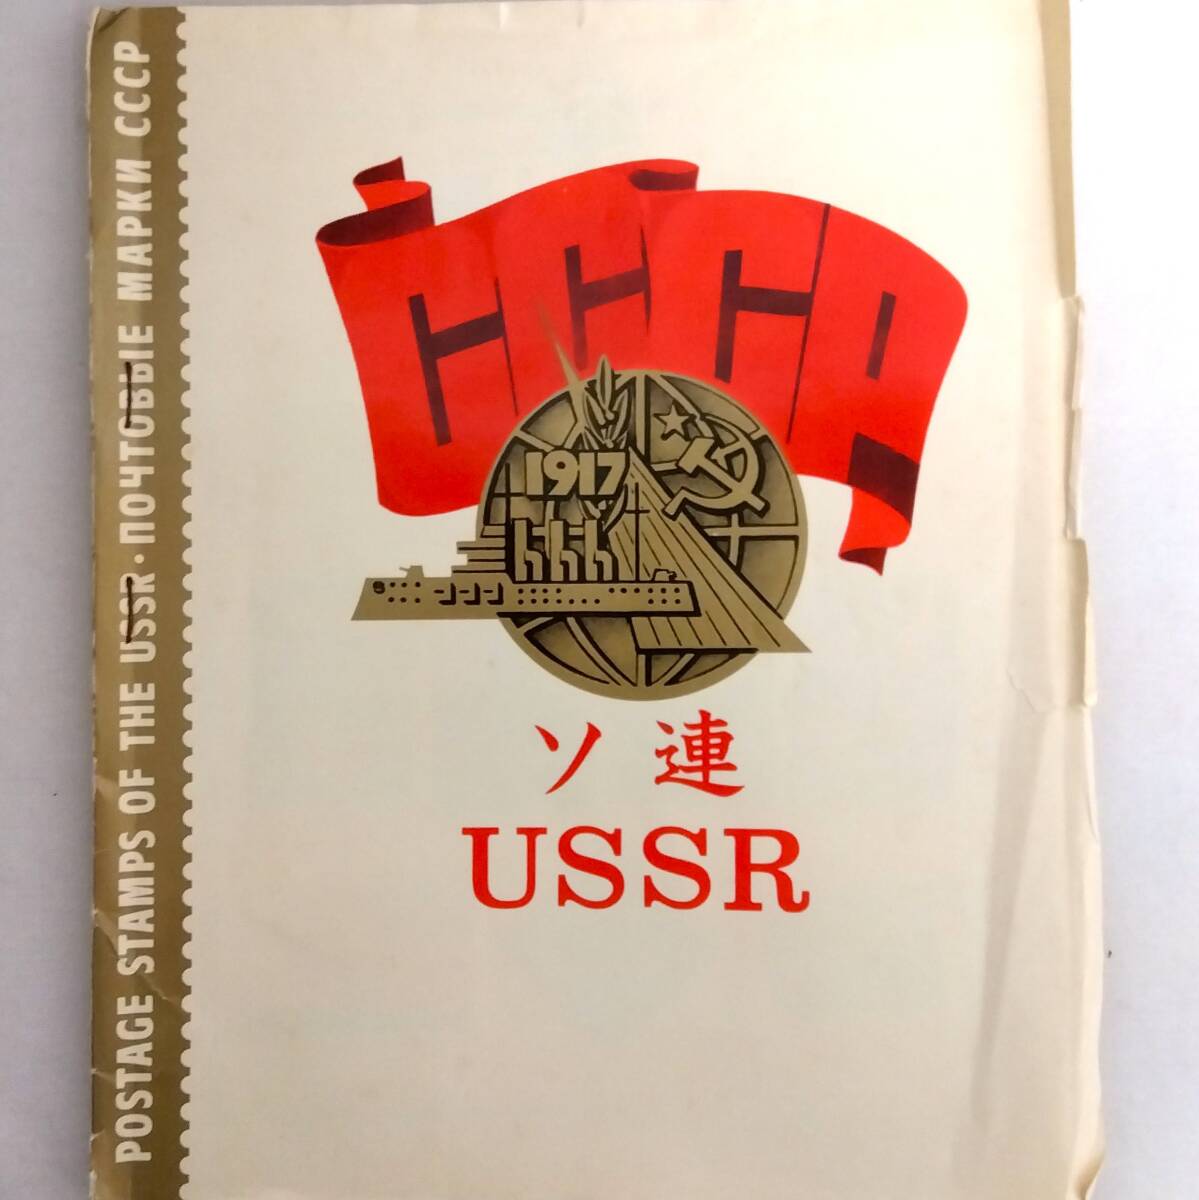 POSTAGE STAMPS OF THE USSR · ПОЧТОВЫЕ МАРКИ СССР
СССР
1917
ソ連
USSR